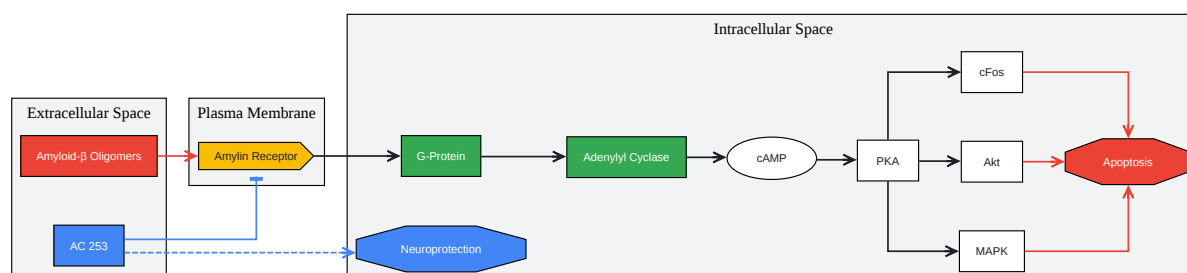 Intracellular Space
cFos
Extracellular Space
Plasma Membrane
Amyloid-β Oligomers
Amylin Receptor
G-Protein
Adenylyl Cyclase
cAMP
PKA
Akt
Apoptosis
AC 253
Neuroprotection
MAPK